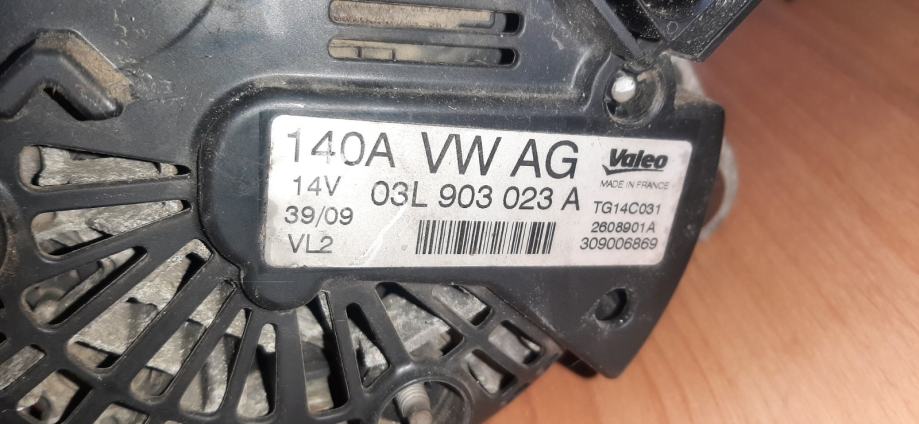 140A VW AG
14V 03L 903 023 A
39/09
VL2
Valeo
MADE IN FRANCE
TG14C031
2608901A
309006869